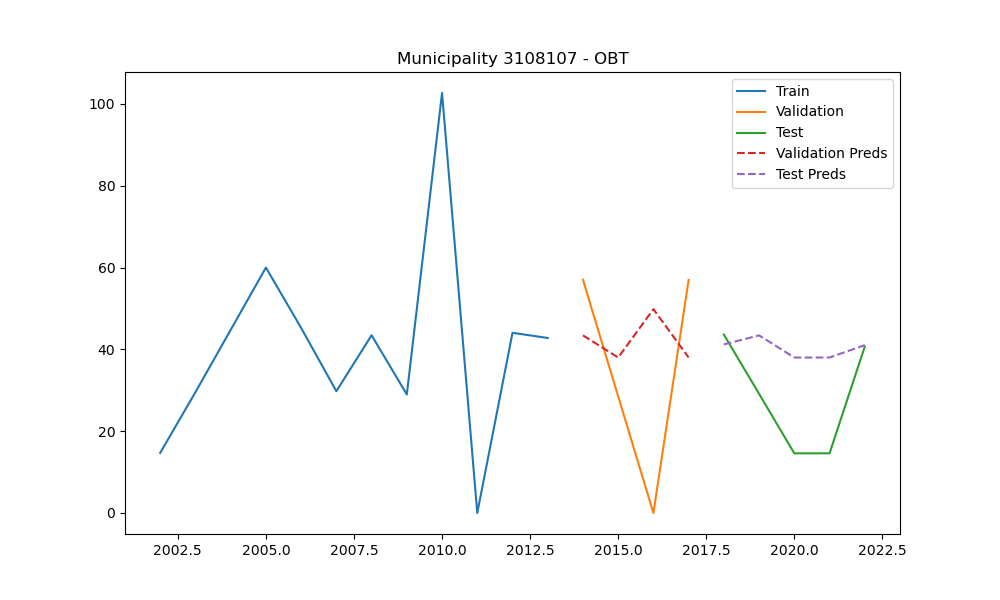 Municipality 3108107 - OBT
Train
Validation
Test
Validation Preds
Test Preds
100
80
60
40
20
0
2002.5 2005.0 2007.5 2010.0 2012.5 2015.0 2017.5 2020.0 2022.5